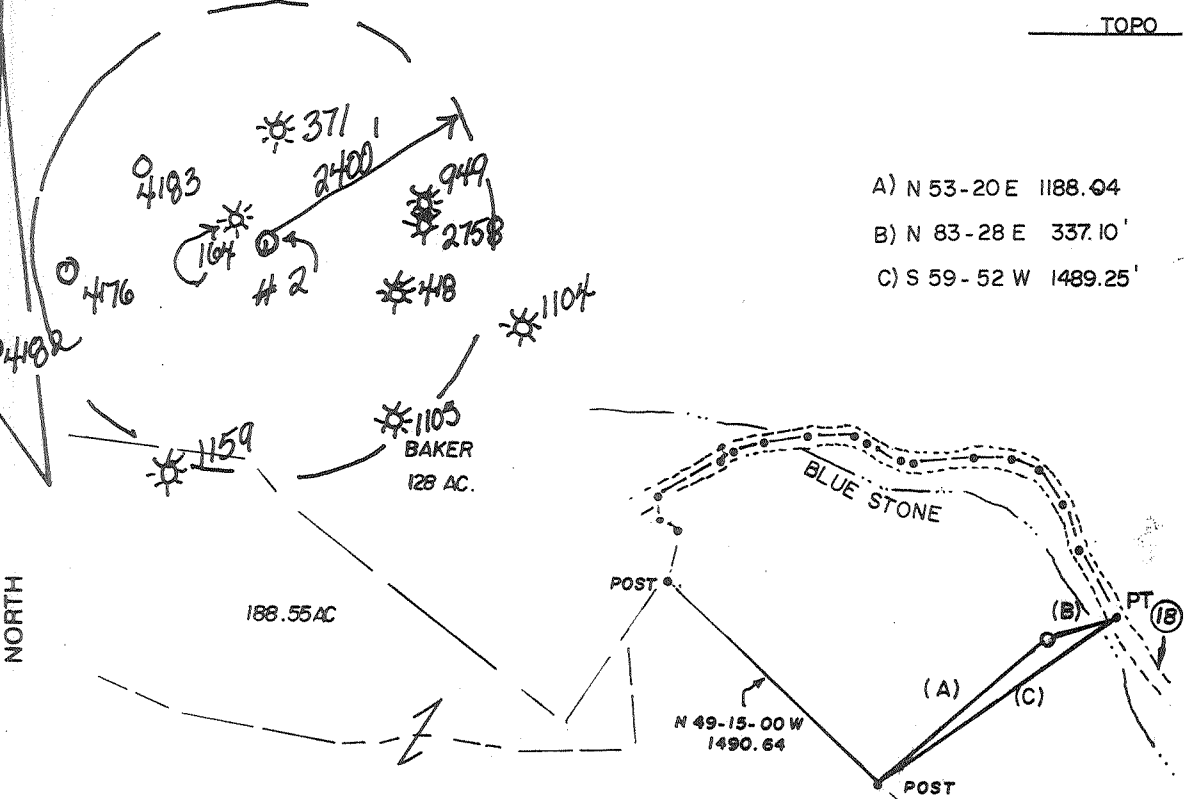 TOPO
A) N 53-20 E 1188.04
B) N 83-28 E 337.10'
C) S 59-52 W 1489.25'
371
2400'
949
4183
164
2758
# 2
418
476
1104
4182
1105
1159
BAKER
128 AC.
BLUE STONE
POST
NORTH
188.55 AC
(B)
PT (18)
(A)
(C)
N 49-15-00 W
1490.64
POST